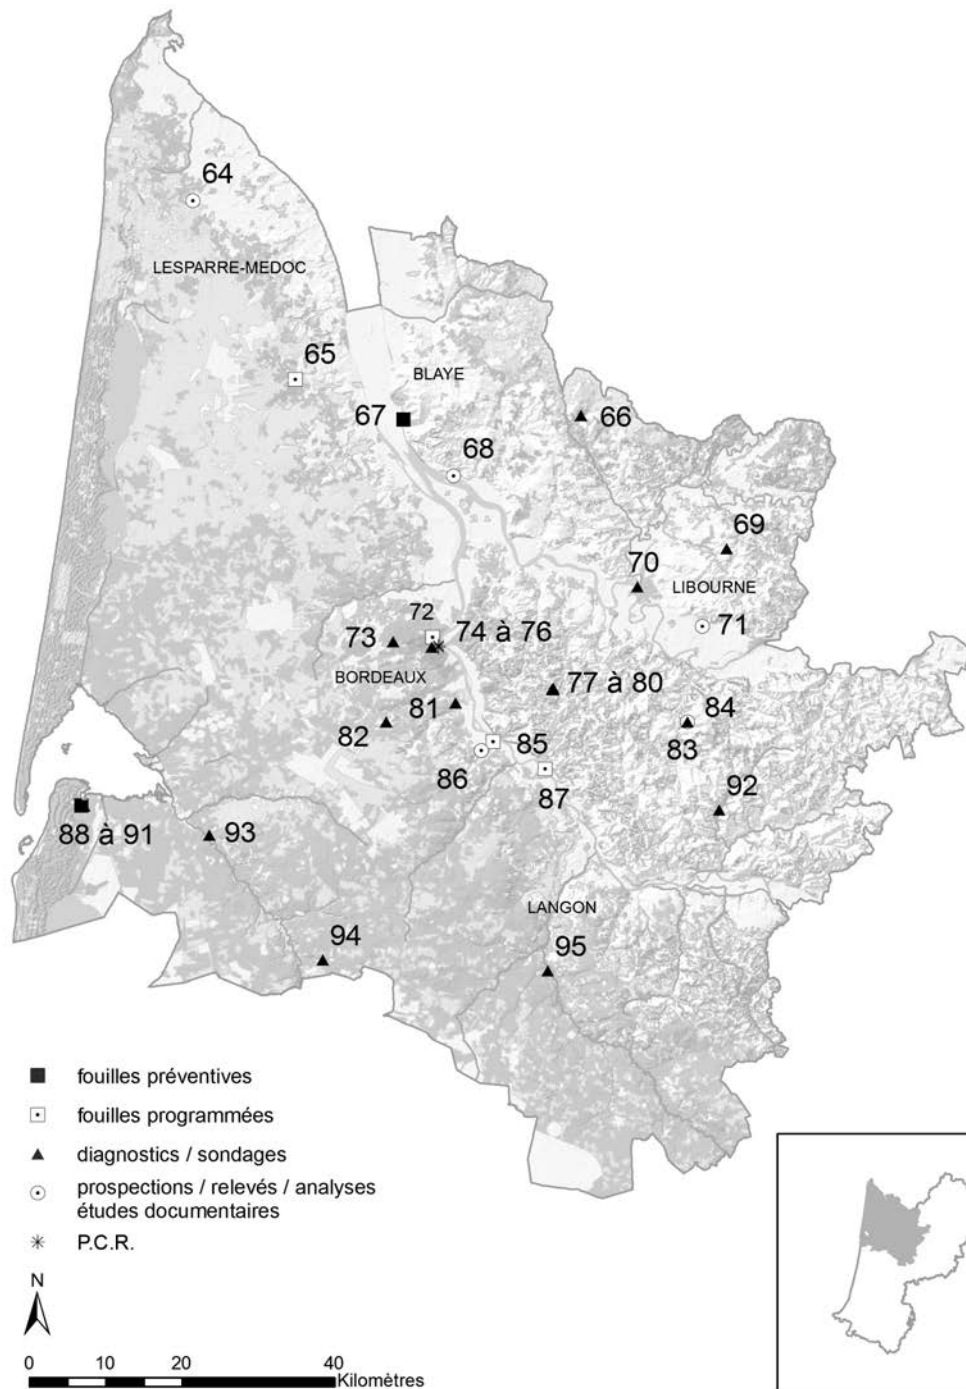 64
LESPARRE-MEDOC
65
BLAYE
67
66
68
69
70
LIBOURNE
71
72
73
74 à 76
BORDEAUX
77 à 80
81
82
84
83
85
86
87
92
88 à 91
93
LANGON
94
95
fouilles préventives
fouilles programmées
diagnostics / sondages
prospections / relevés / analyses
études documentaires
P.C.R.
N
0 10 20 40
Kilomètres